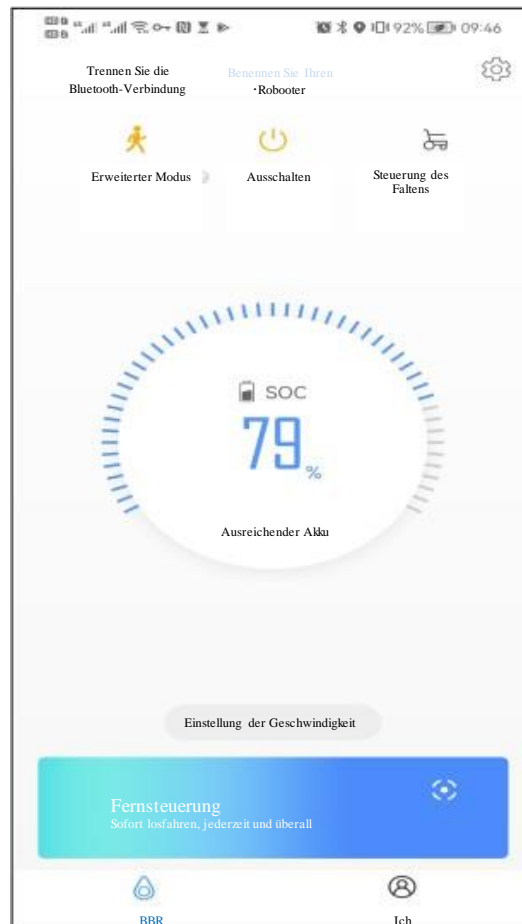 92% 09:46
Trennen Sie die
Bluetooth-Verbindung
Benennen Sie Ihren
·Robooter
Erweiterter Modus
Ausschalten
Steuerung des
Faltens
SOC
79%
Ausreichender Akku
Einstellung der Geschwindigkeit
Fernsteuerung
Sofort losfahren, jederzeit und überall
BBR
Ich